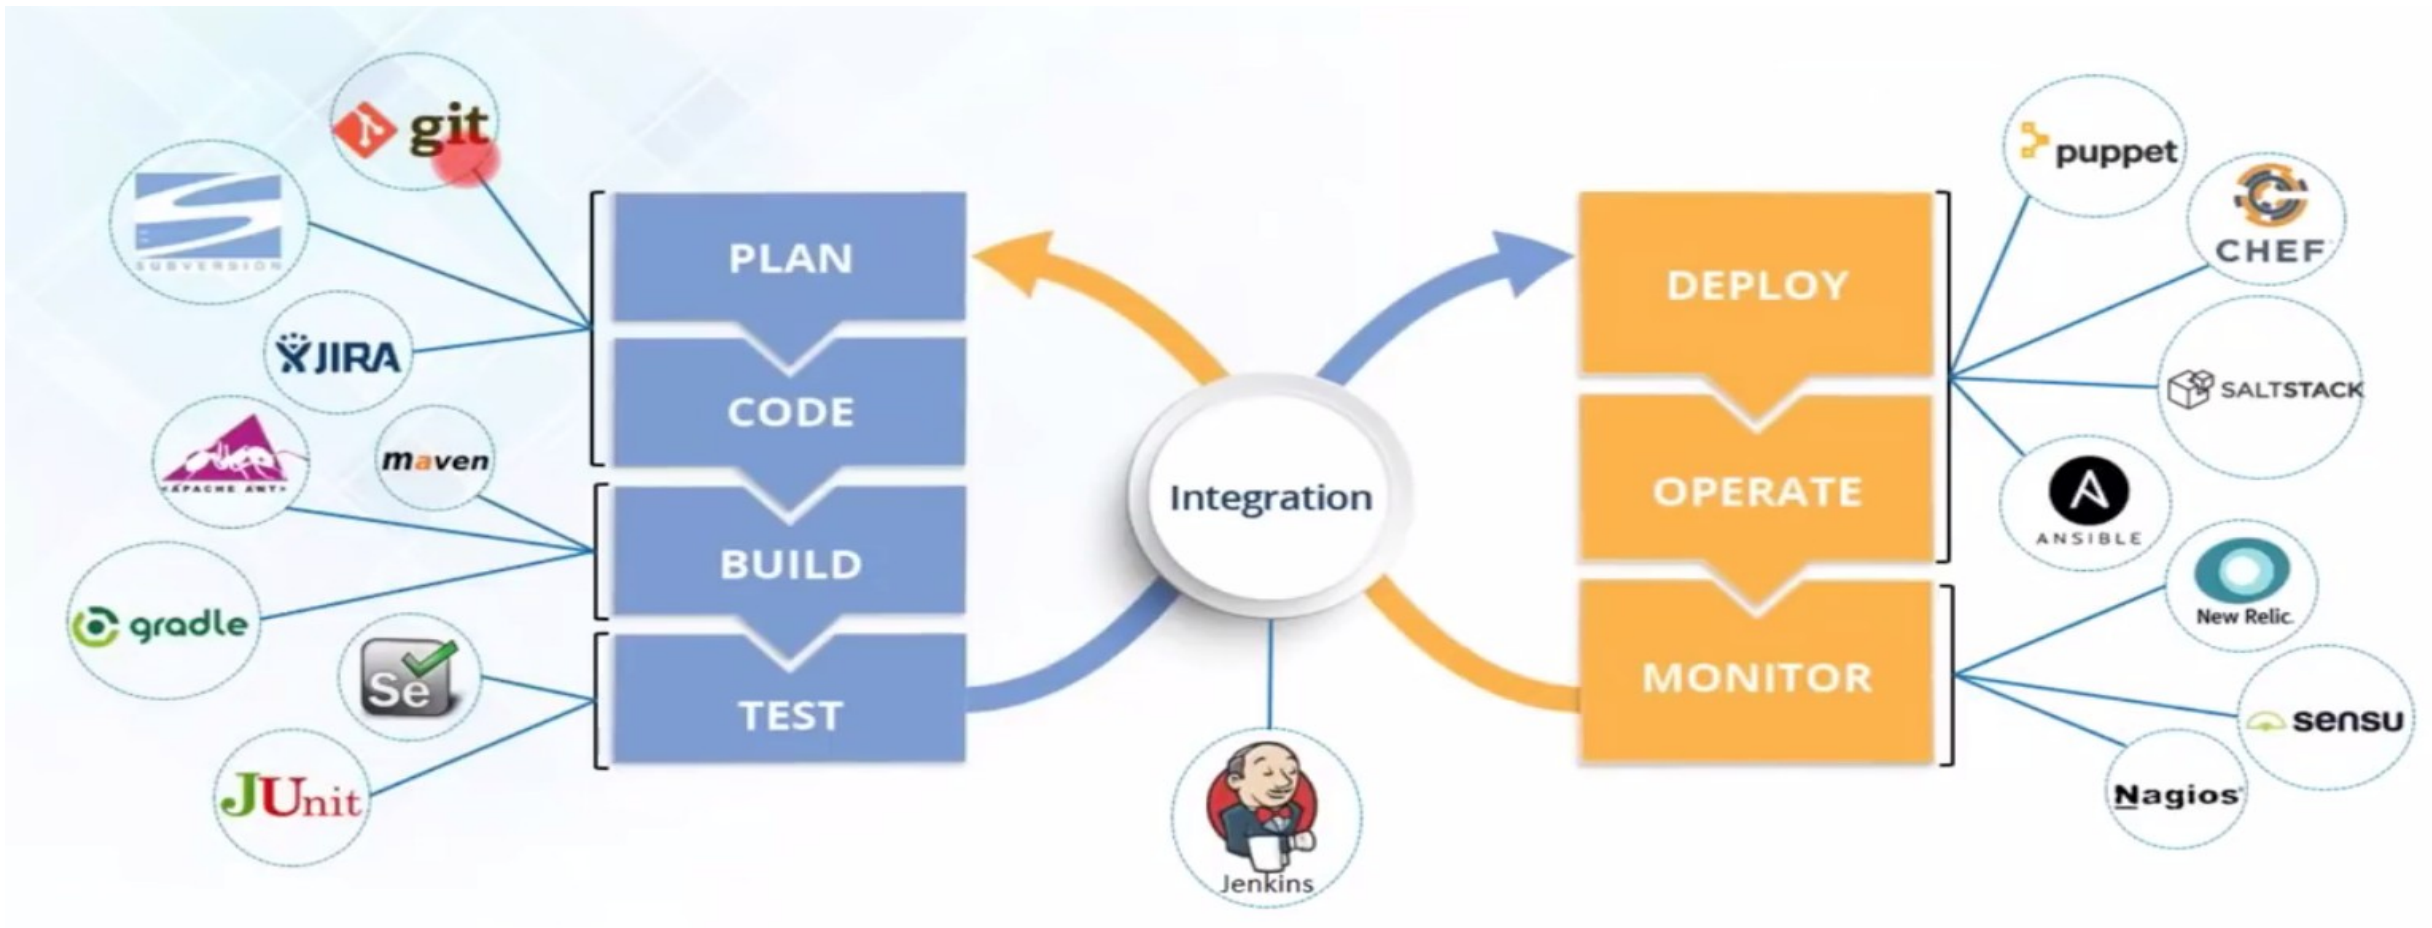 git
SUBVERSION
JIRA
APACHE ANT
maven
gradle
Se
JUnit
PLAN
CODE
BUILD
TEST
Integration
Jenkins
DEPLOY
OPERATE
MONITOR
puppet
CHEF
SALTSTACK
ANSIBLE
New Relic.
sensu
Nagios